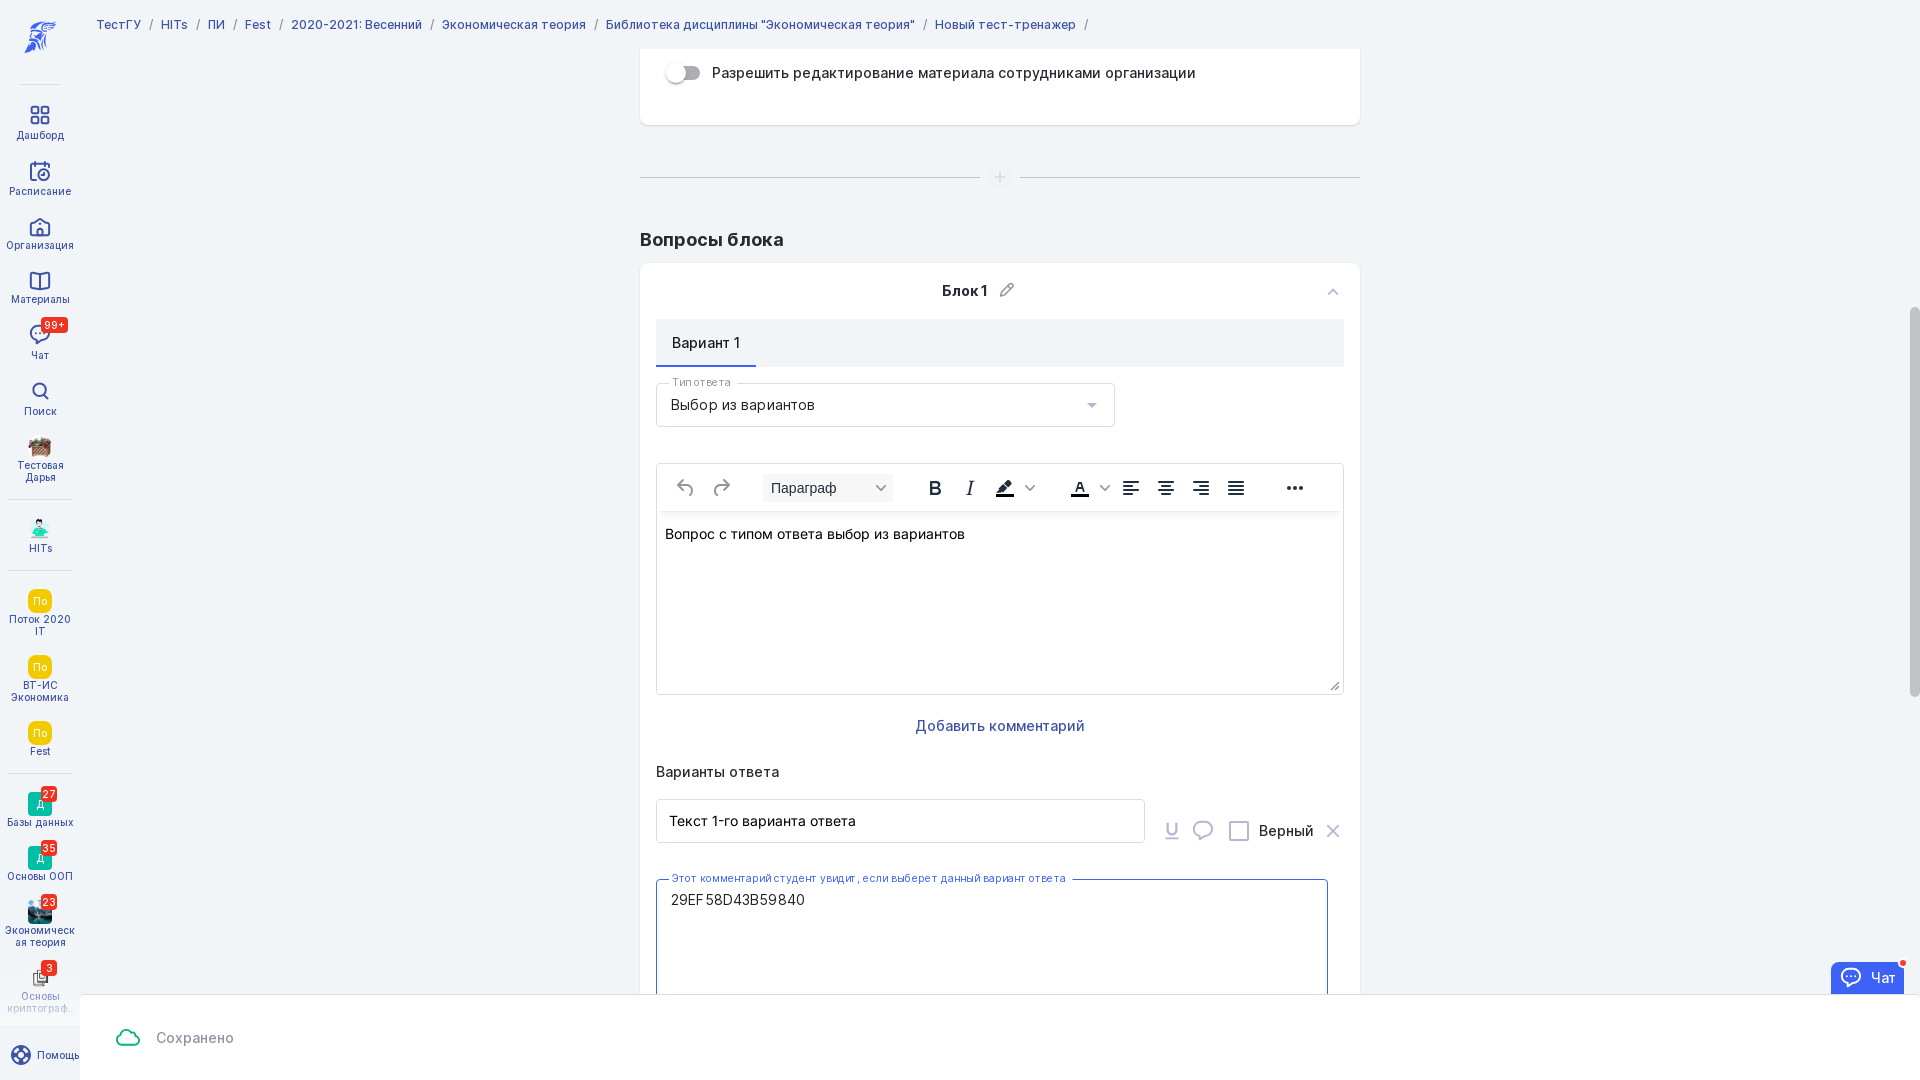 ТестГУ / HITs / ПИ / Fest / 2020-2021: Весенний / Экономическая теория / Библиотека дисциплины "Экономическая теория" / Новый тест-тренажер /
Дашборд
Расписание
Организация
Материалы
99+
Чат
Поиск
Тестовая
Дарья
HITs
По
Поток 2020
IT
По
ВТ-ИС
Экономика
По
Fest
27
Д
Базы данных
35
Д
Основы ООП
23
Экономическ
ая теория
3
Основы
криптограф...
Помощь
Разрешить редактирование материала сотрудниками организации
Вопросы блока
Блок 1
Вариант 1
Тип ответа
Выбор из вариантов
Параграф
Вопрос с типом ответа выбор из вариантов
Добавить комментарий
Варианты ответа
Текст 1-го варианта ответа
Верный
Этот комментарий студент увидит, если выберет данный вариант ответа
29EF58D43B59840
Чат
Сохранено